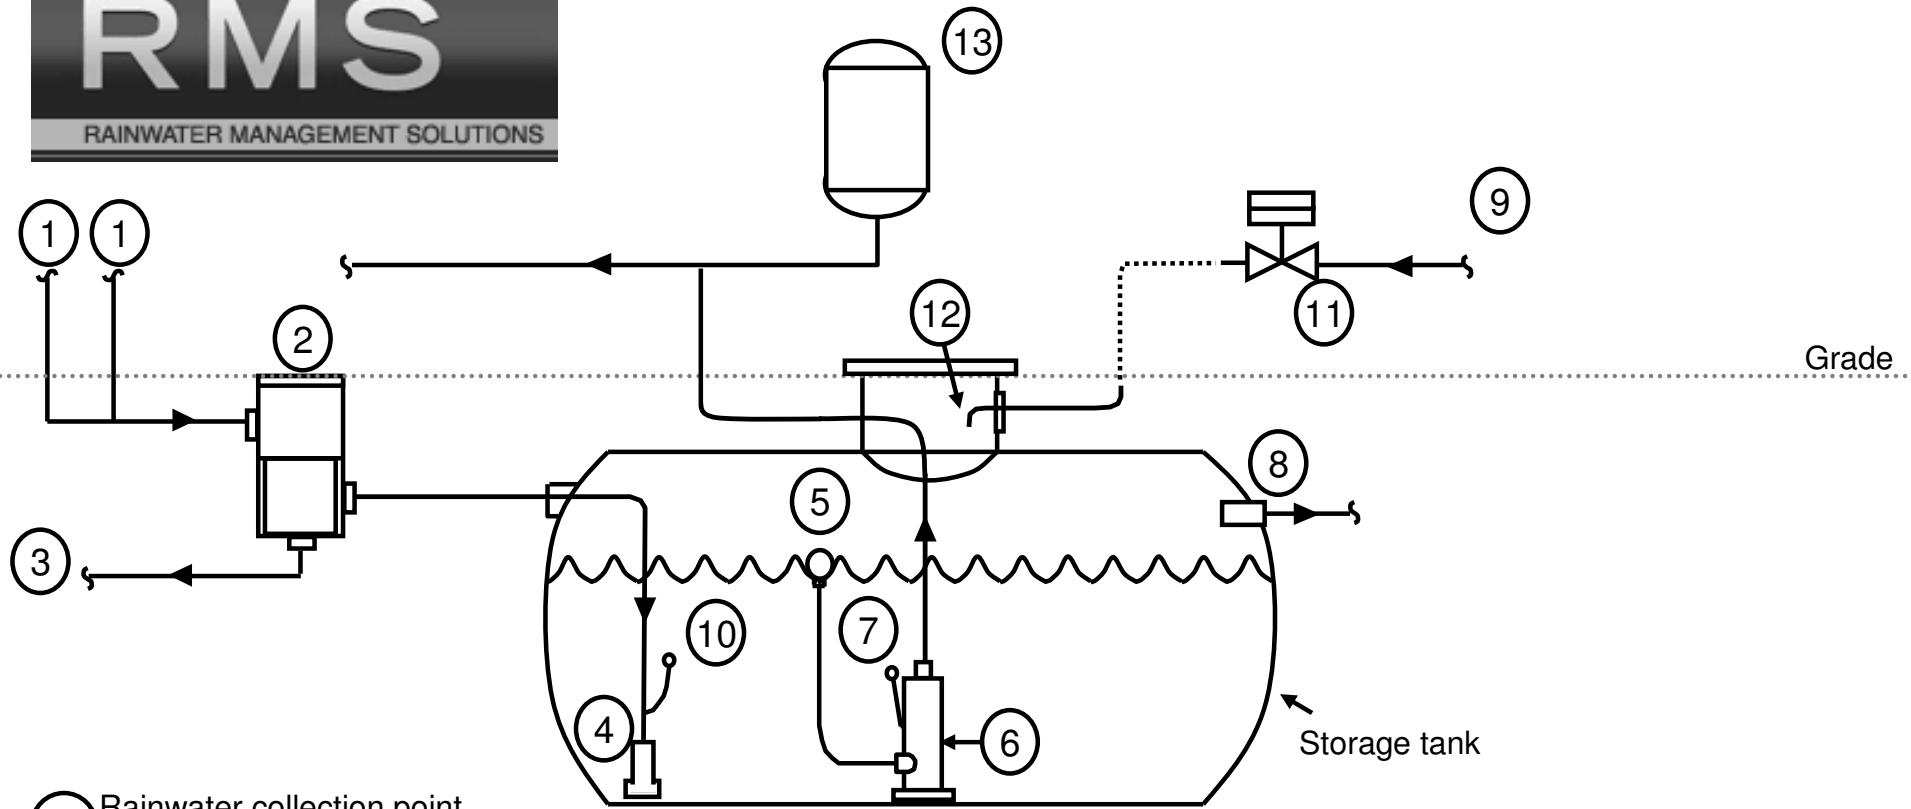 RMS
RAINWATER MANAGEMENT SOLUTIONS
13
9
1 1
12
11
2
Grade
8
5
3
10
7
4
6
Storage tank
Rainwater collection point